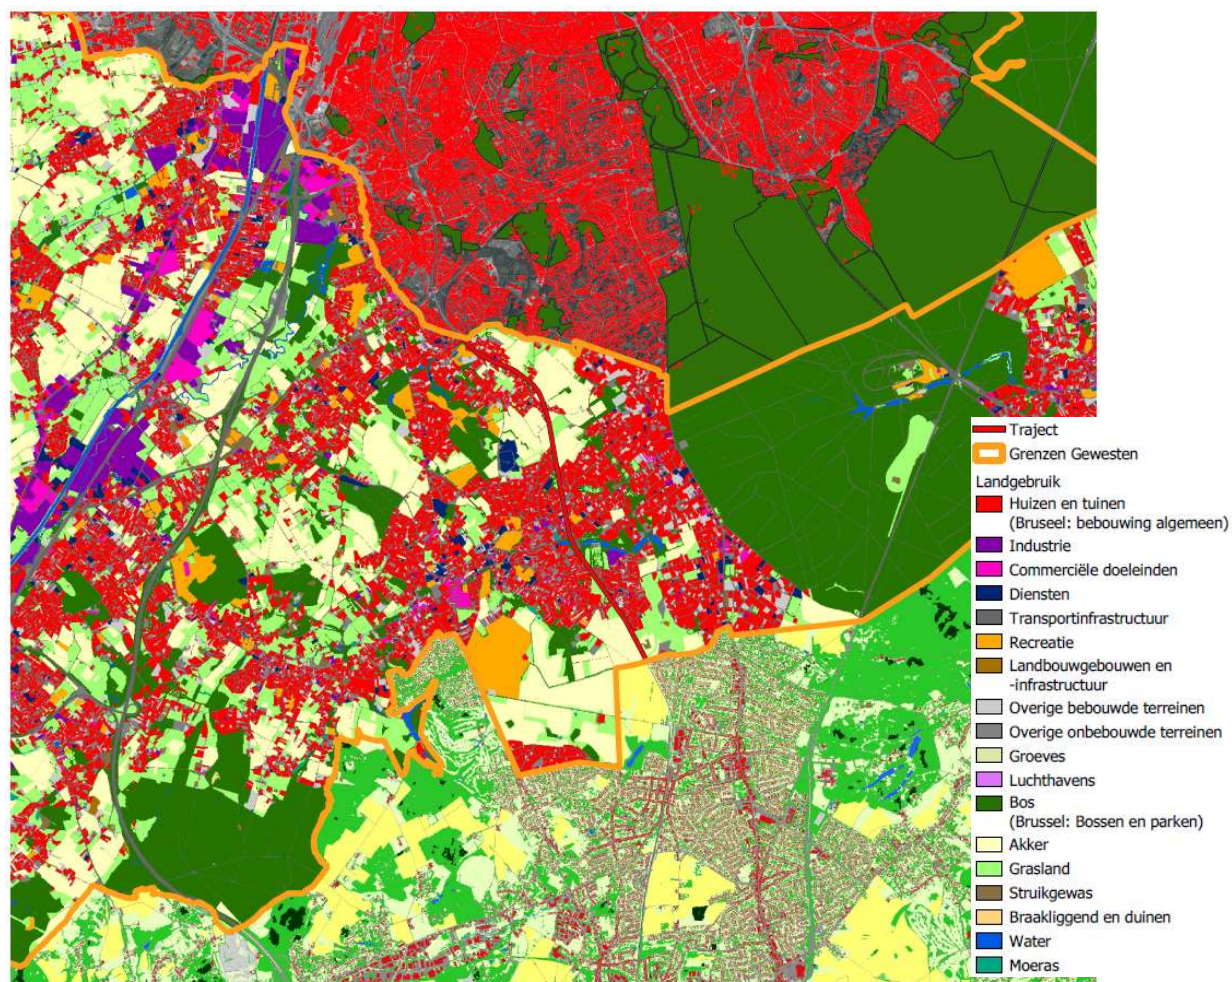 Traject
Grenzen Gewesten
Landgebruik
Huizen en tuinen
(Bruseel: bebouwing algemeen)
Industrie
Commerciële doeleinden
Diensten
Transportinfrastructuur
Recreatie
Landbouwgebouwen en
-infrastructuur
Overige bebouwde terreinen
Overige onbebouwde terreinen
Groeves
Luchthavens
Bos
(Brussel: Bossen en parken)
Akker
Grasland
Struikgewas
Braakliggend en duinen
Water
Moeras